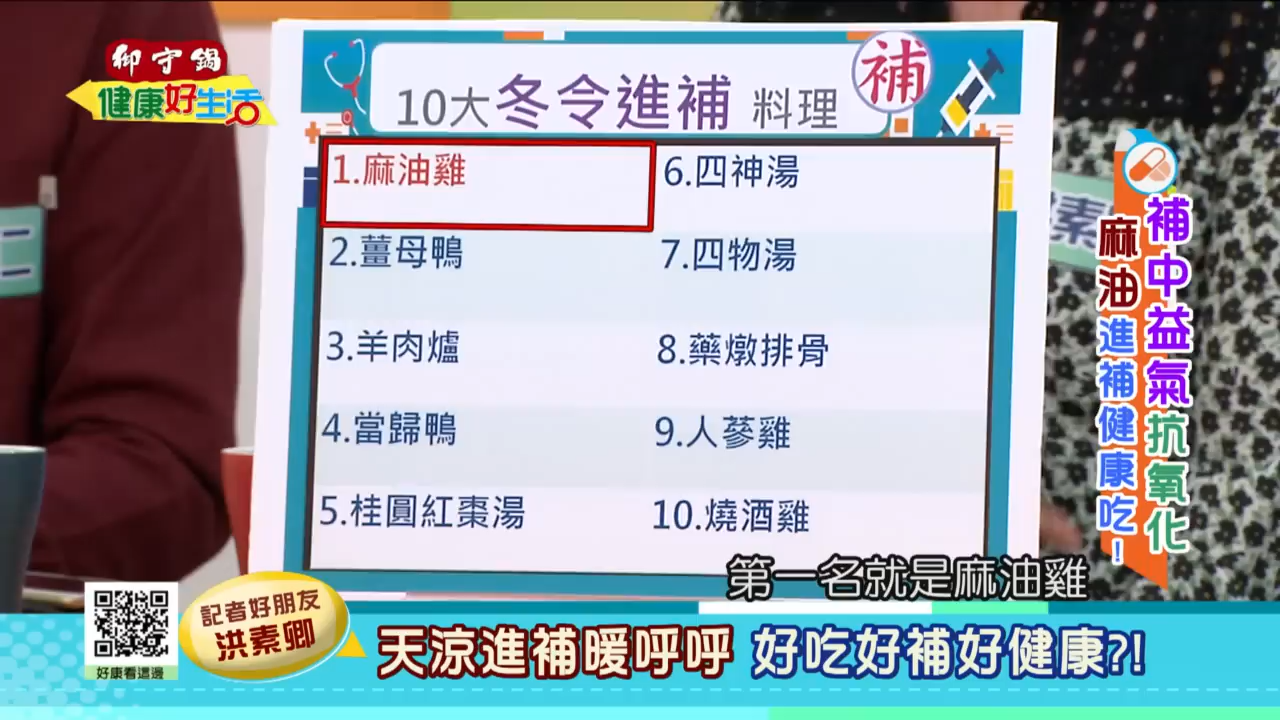 御守鍋
健康好生活
10大冬令進補 料理
補
1.麻油雞
2.薑母鴨
3.羊肉爐
4.當歸鴨
5.桂圓紅棗湯
6.四神湯
7.四物湯
8.藥燉排骨
9.人蔘雞
10.燒酒雞
仁
素
補中益氣抗氧化
麻油進補健康吃!
第一名就是麻油雞
好康看這邊
記者好朋友
洪素卿
天涼進補暖呼呼 好吃好補好健康?!